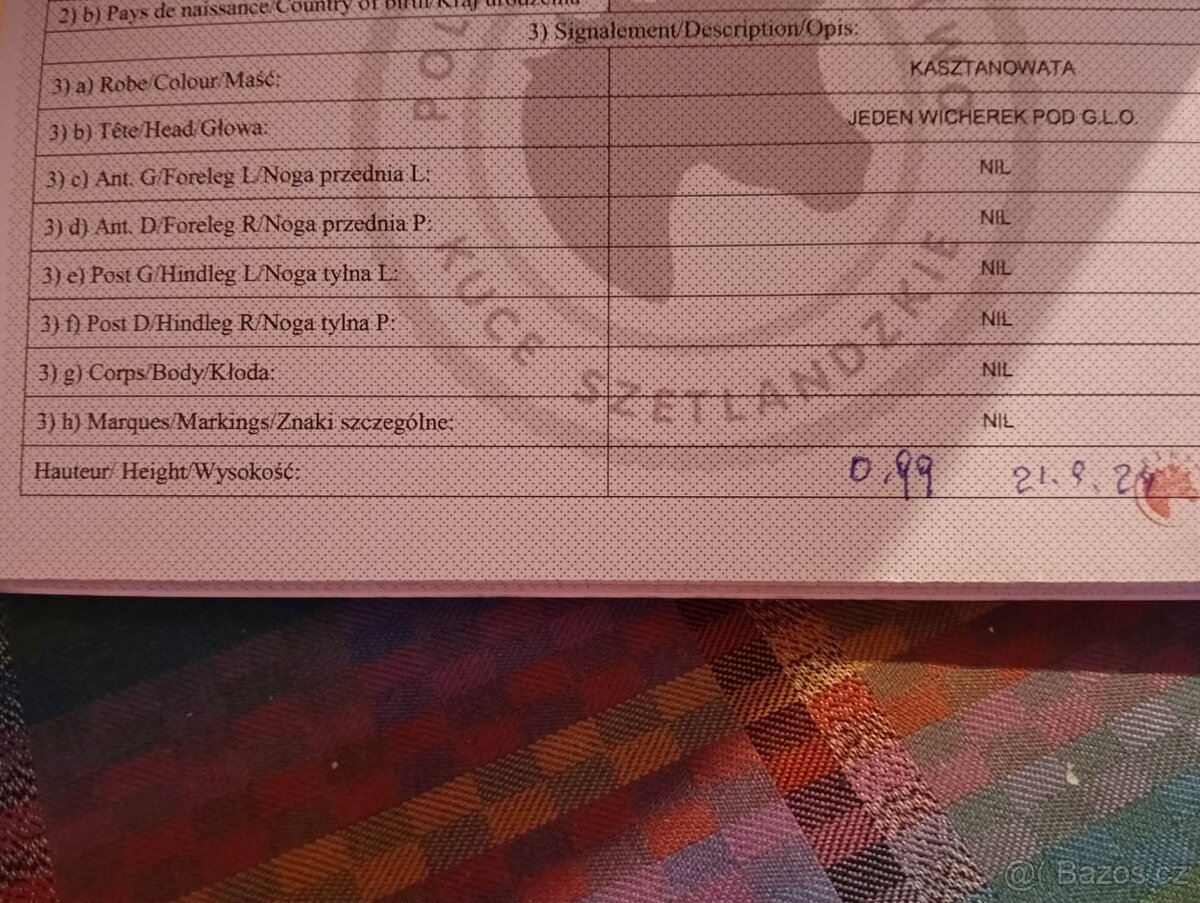 2) b) Pays de naissance/Country of Birth/Kraj urodzenia
3) Signalement/Description/Opis:
3) a) Robe/Colour/Maść: KASZTANOWATA
3) b) Tête/Head/Głowa: JEDEN WICHEREK POD G.L.O.
3) c) Ant. G/Foreleg L/Noga przednia L: NIL
3) d) Ant. D/Foreleg R/Noga przednia P: NIL
3) e) Post G/Hindleg L/Noga tylna L: NIL
3) f) Post D/Hindleg R/Noga tylna P: NIL
3) g) Corps/Body/Kłoda: NIL
3) h) Marques/Markings/Znaki szczególne: NIL
Hauteur/ Height/Wysokość: 0.99 21.9.24
KUCE SZETLANDZKIE
@( Bazos.cz